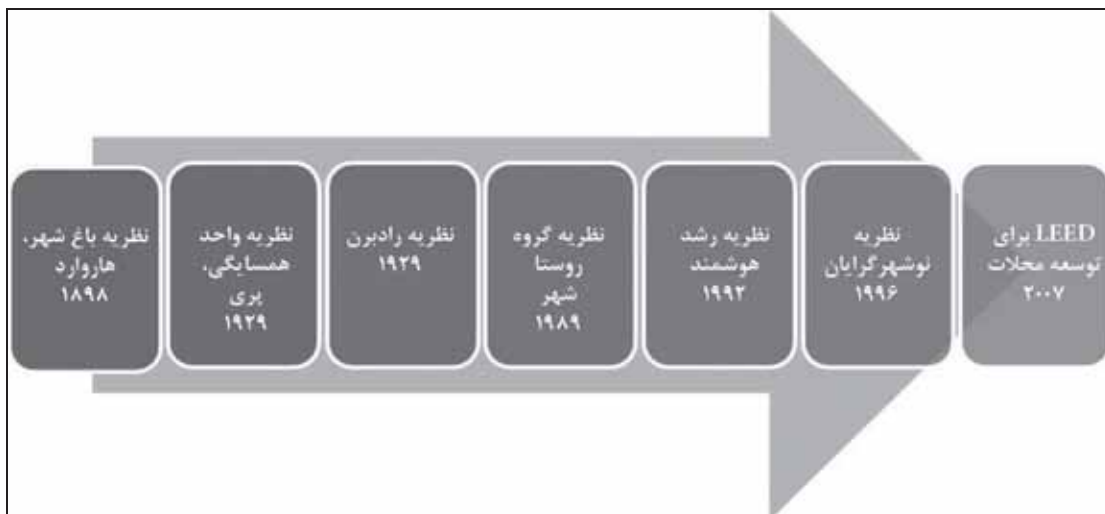 نظریه باغ شهر،
هاروارد
۱۸۹۸
نظریه واحد
همسایگی،
پری
۱۹۲۹
نظریه رادبرن
۱۹۲۹
نظریه گروه
روستا
شهر
۱۹۸۹
نظریه رشد
هوشمند
۱۹۹۲
نظریه
نوشهرگرایان
۱۹۹۶
LEED برای
توسعه محلات
۲۰۰۷